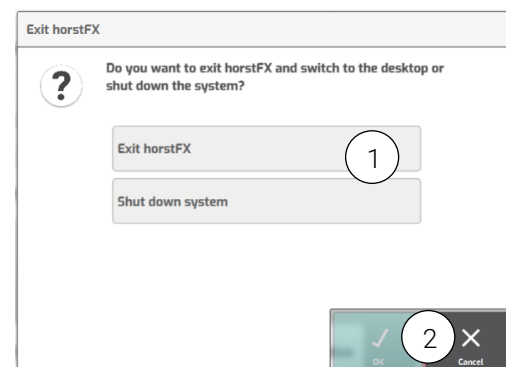 Exit horstFX
Do you want to exit horstFX and switch to the desktop or
shut down the system?
?
Exit horstFX
1
Shut down system
2
OK
Cancel